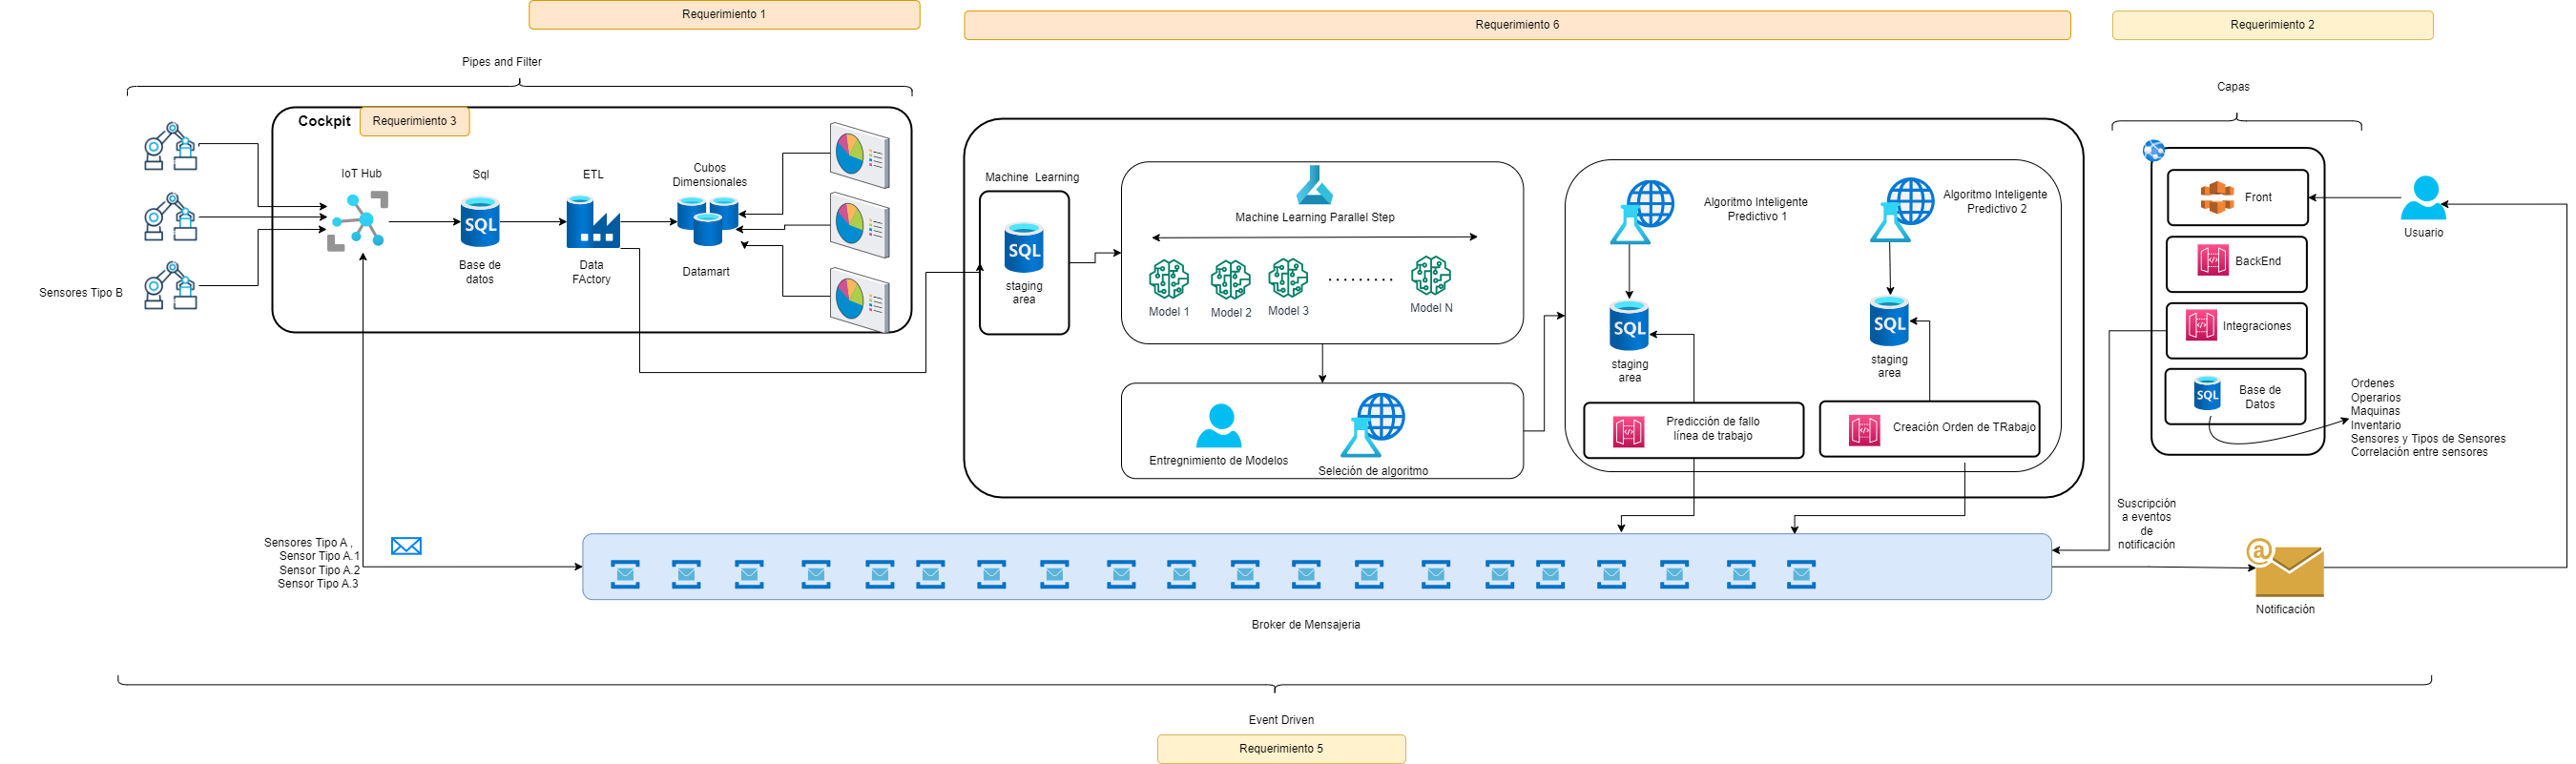 Requerimiento 1
Requerimiento 6
Requerimiento 2
Pipes and Filter
Capas
Cockpit
Requerimiento 3
IoT Hub
Sql
ETL
Cubos
Dimensionales
SQL
Base de
datos
Data
FActory
Datamart
Sensores Tipo B
Machine Learning
SQL
staging
area
Machine Learning Parallel Step
Model 1
Model 2
Model 3
Model N
Entregnimiento de Modelos
Seleción de algoritmo
Algoritmo Inteligente
Predictivo 1
Algoritmo Inteligente
Predictivo 2
SQL
staging
area
SQL
staging
area
Predicción de fallo
línea de trabajo
Creación Orden de TRabajo
Front
BackEnd
Integraciones
SQL
Base de
Datos
Usuario
Ordenes
Operarios
Maquinas
Inventario
Sensores y Tipos de Sensores
Correlación entre sensores
Suscripción
a eventos
de
notificación
a
Notificación
Sensores Tipo A ,
Sensor Tipo A.1
Sensor Tipo A.2
Sensor Tipo A.3
Broker de Mensajeria
Event Driven
Requerimiento 5